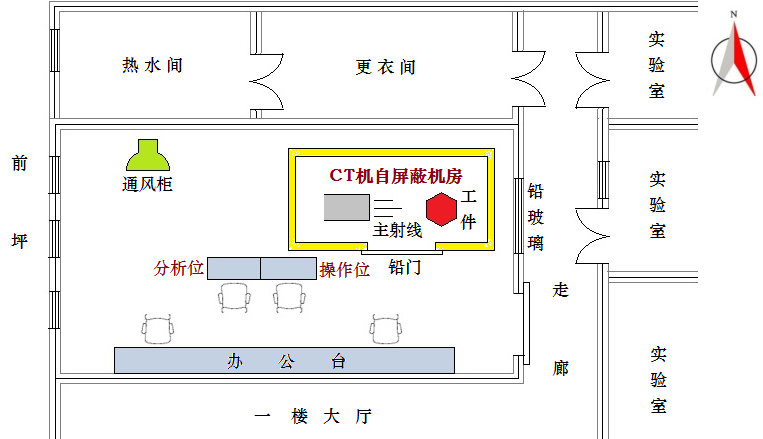 N
热水间
更衣间
实验室
前坪
通风柜
CT机自屏蔽机房
工件
主射线
铅玻璃
实验室
分析位
操作位
铅门
走廊
办公台
实验室
一楼大厅